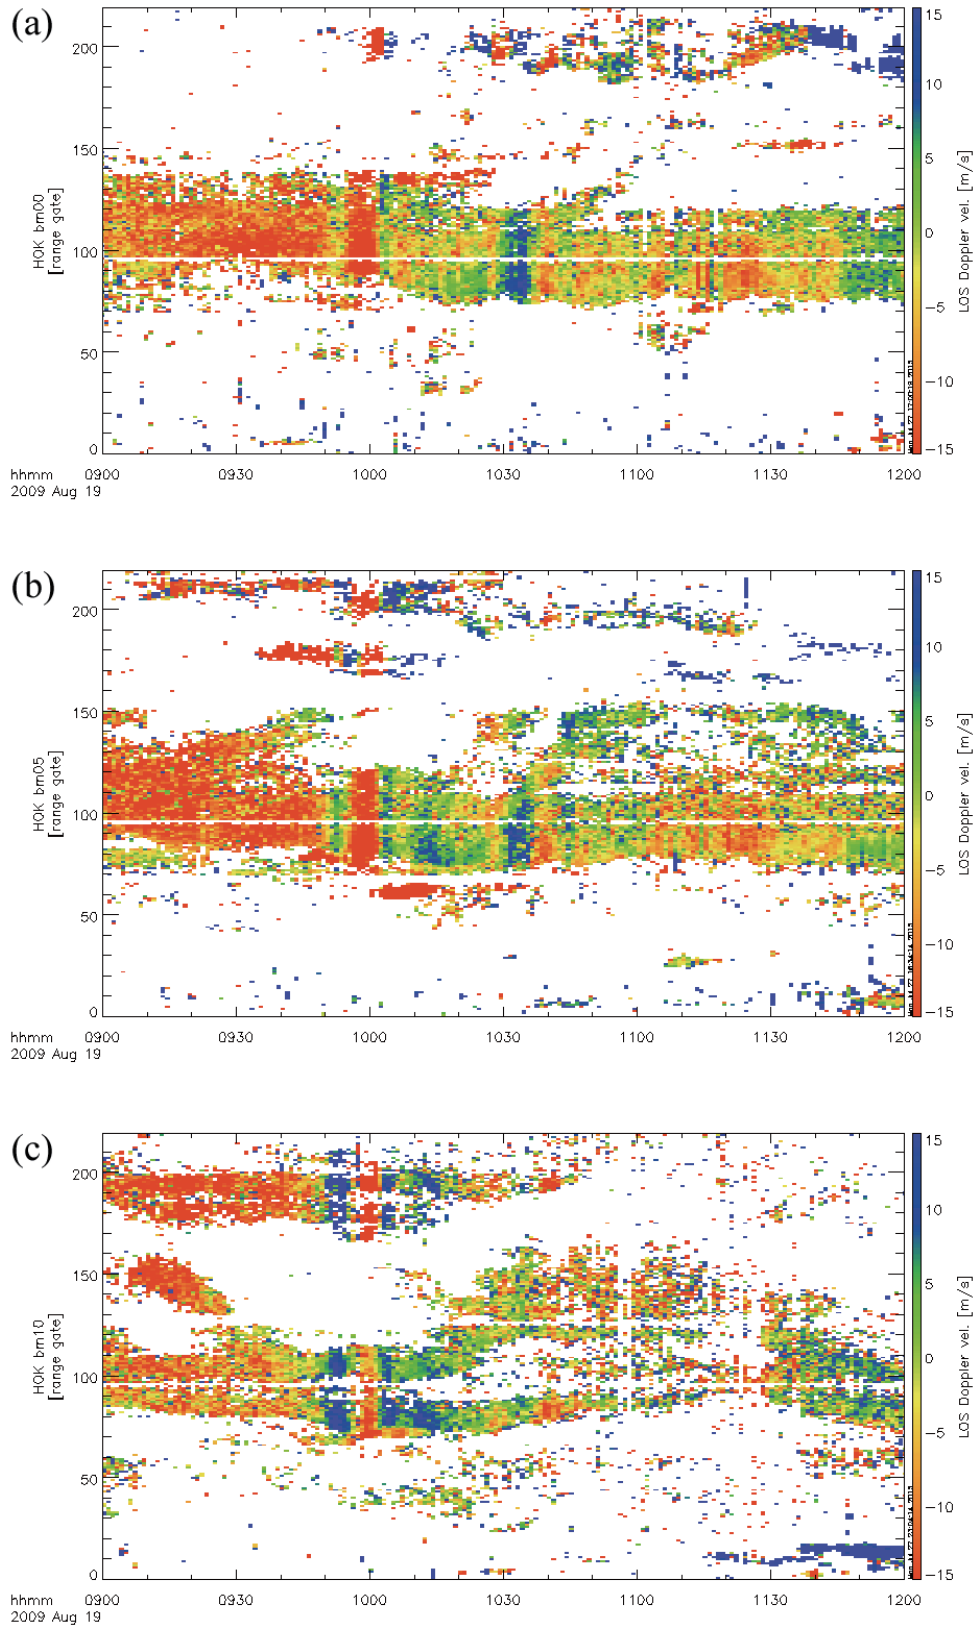 (a)
200
150
100
50
0
HOK bm00
[range gate]
15
10
5
0
−5
−10
−15
LOS Doppler vel. [m/s]
hhmm 0900 0930 1000 1030 1100 1130 1200
2009 Aug 19
(b)
200
150
100
50
0
HOK bm05
[range gate]
15
10
5
0
−5
−10
−15
LOS Doppler vel. [m/s]
hhmm 0900 0930 1000 1030 1100 1130 1200
2009 Aug 19
(c)
200
150
100
50
0
HOK bm10
[range gate]
15
10
5
0
−5
−10
−15
LOS Doppler vel. [m/s]
hhmm 0900 0930 1000 1030 1100 1130 1200
2009 Aug 19